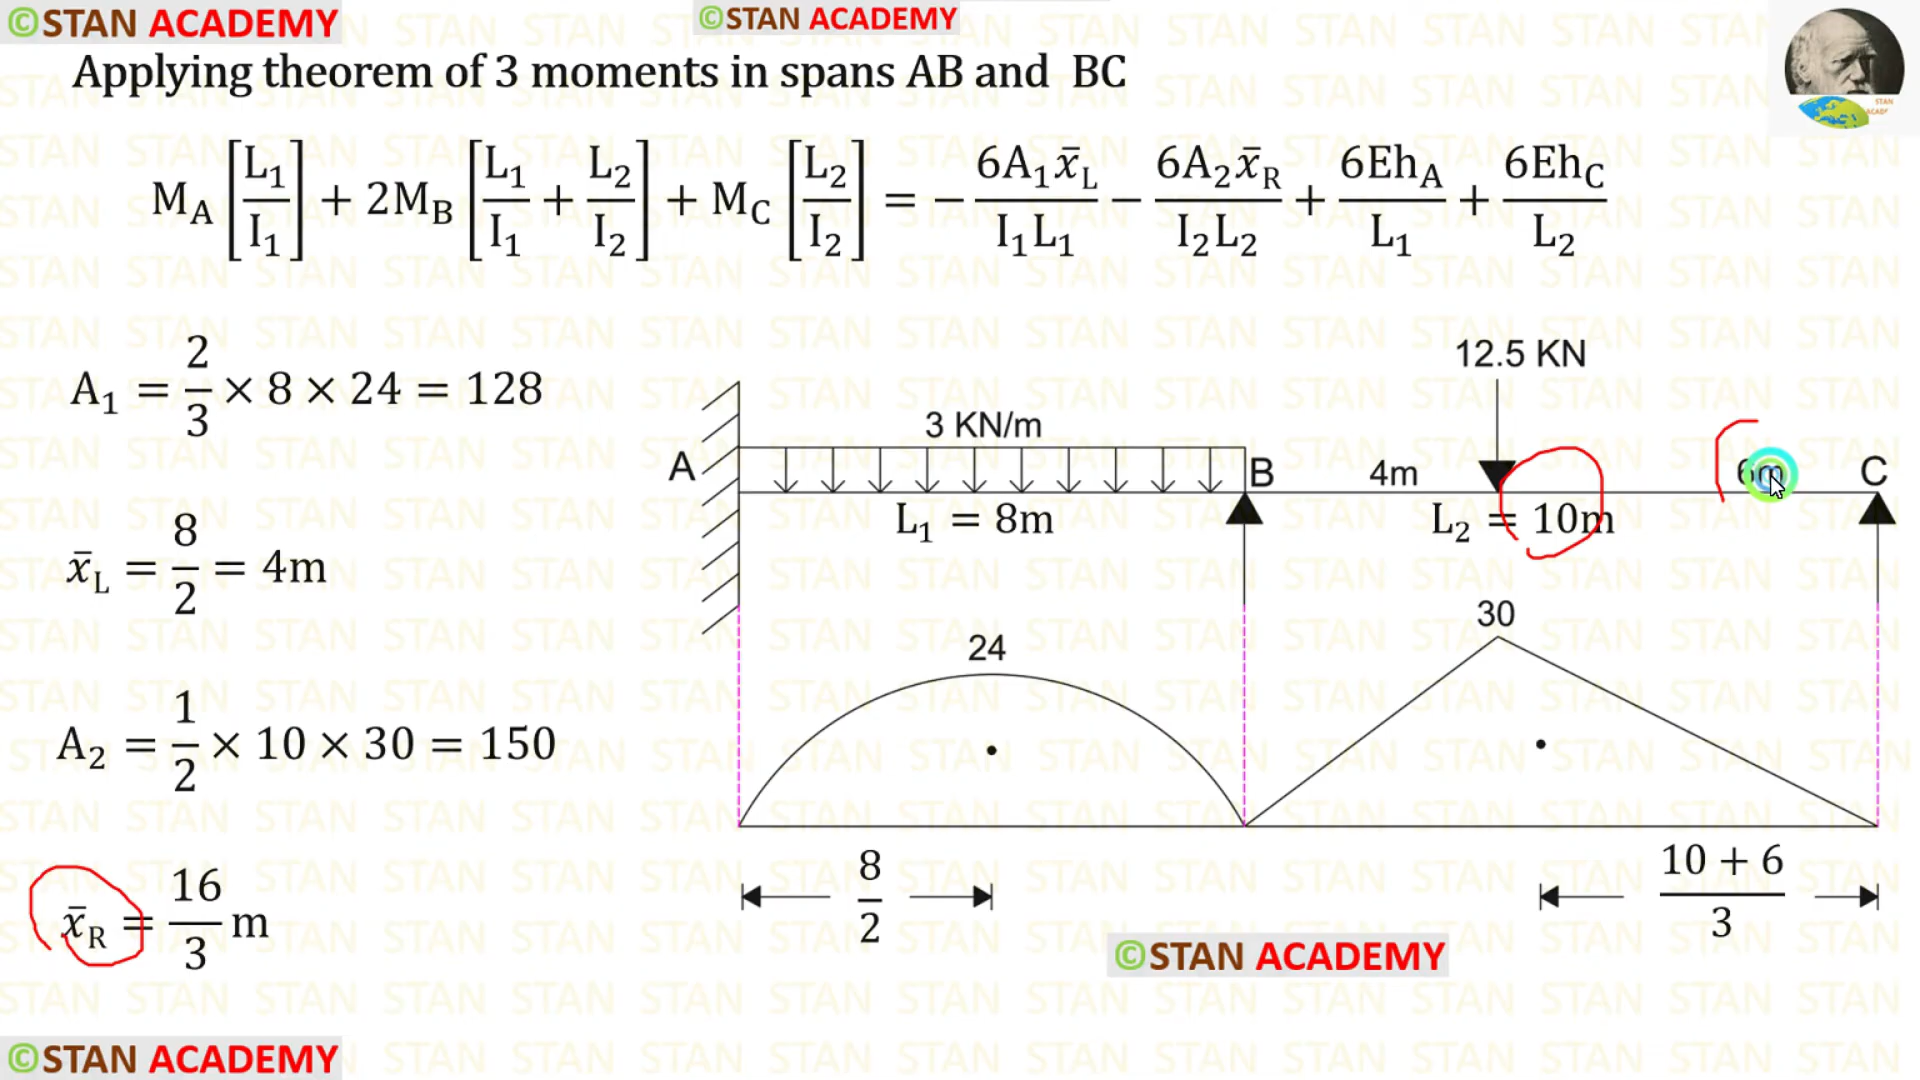 ©STAN ACADEMY
©STAN ACADEMY
STAN ACADEMY
Applying theorem of 3 moments in spans AB and BC
M_A [L₁/I₁] + 2M_B [L₁/I₁ + L₂/I₂] + M_C [L₂/I₂] = − 6A₁x̄_L/I₁L₁ − 6A₂x̄_R/I₂L₂ + 6Eh_A/L₁ + 6Eh_C/L₂
A₁ = 2/3 × 8 × 24 = 128
x̄_L = 8/2 = 4m
A₂ = 1/2 × 10 × 30 = 150
x̄_R = 16/3 m
12.5 KN
3 KN/m
A
B
4m
6m
C
L₁ = 8m
L₂ = 10m
24
30
8/2
10 + 6/3
©STAN ACADEMY
©STAN ACADEMY